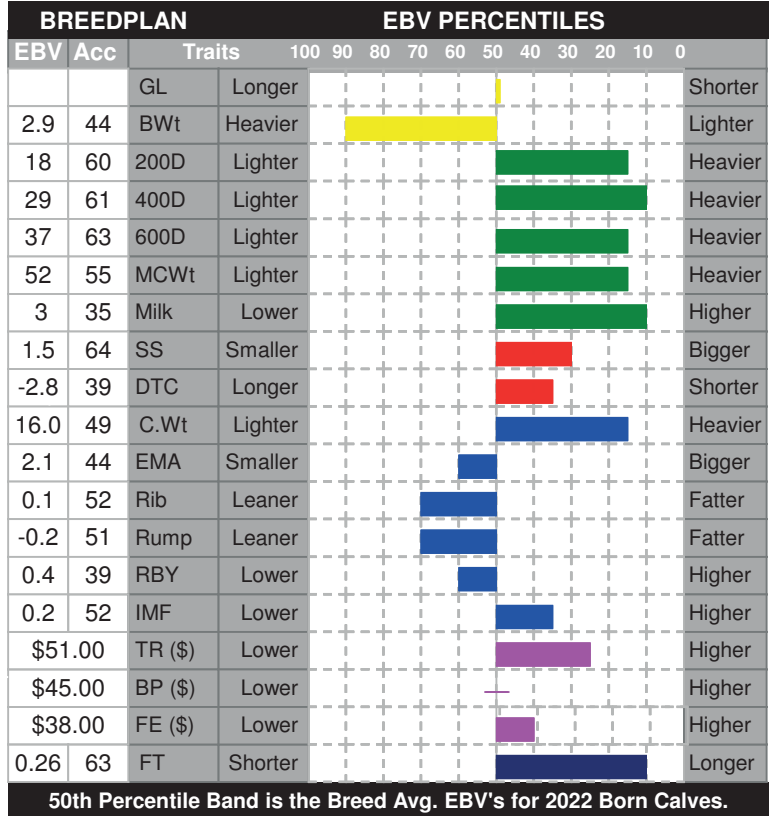 BREEDPLAN EBV PERCENTILES
EBV Acc Traits 100 90 80 70 60 50 40 30 20 10 0
GL Longer Shorter
2.9 44 BWt Heavier Lighter
18 60 200D Lighter Heavier
29 61 400D Lighter Heavier
37 63 600D Lighter Heavier
52 55 MCWt Lighter Heavier
3 35 Milk Lower Higher
1.5 64 SS Smaller Bigger
-2.8 39 DTC Longer Shorter
16.0 49 C.Wt Lighter Heavier
2.1 44 EMA Smaller Bigger
0.1 52 Rib Leaner Fatter
-0.2 51 Rump Leaner Fatter
0.4 39 RBY Lower Higher
0.2 52 IMF Lower Higher
$51.00 TR ($) Lower Higher
$45.00 BP ($) Lower Higher
$38.00 FE ($) Lower Higher
0.26 63 FT Shorter Longer
50th Percentile Band is the Breed Avg. EBV's for 2022 Born Calves.